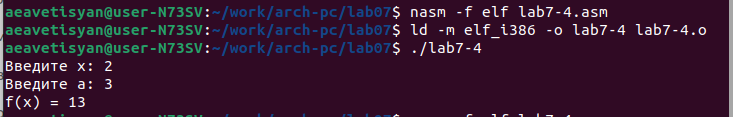 aeavetisyan@user-N73SV:~/work/arch-pc/lab07$ nasm -f elf lab7-4.asm
aeavetisyan@user-N73SV:~/work/arch-pc/lab07$ ld -m elf_i386 -o lab7-4 lab7-4.o
aeavetisyan@user-N73SV:~/work/arch-pc/lab07$ ./lab7-4
Введите x: 2
Введите a: 3
f(x) = 13